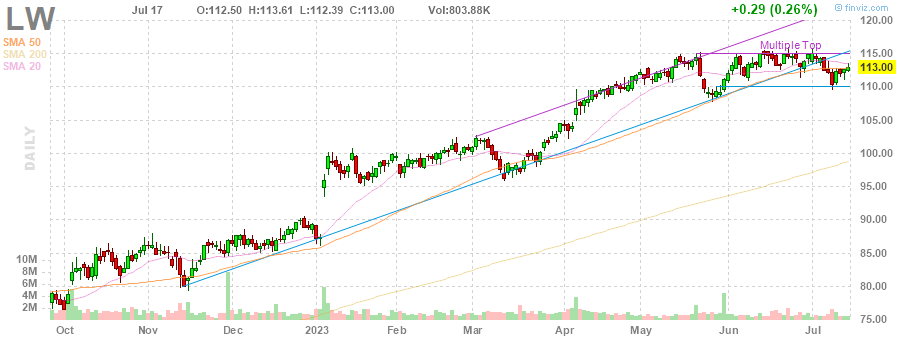 LW Jul 17 O:112.50 H:113.61 L:112.39 C:113.00 Vol:803.88K +0.29 (0.26%) © finviz.com
SMA 50
SMA 200
SMA 20
DAILY
Multiple Top
120.00
115.00
113.00
110.00
105.00
100.00
95.00
90.00
85.00
80.00
75.00
10M
8M
6M
4M
2M
Oct Nov Dec 2023 Feb Mar Apr May Jun Jul